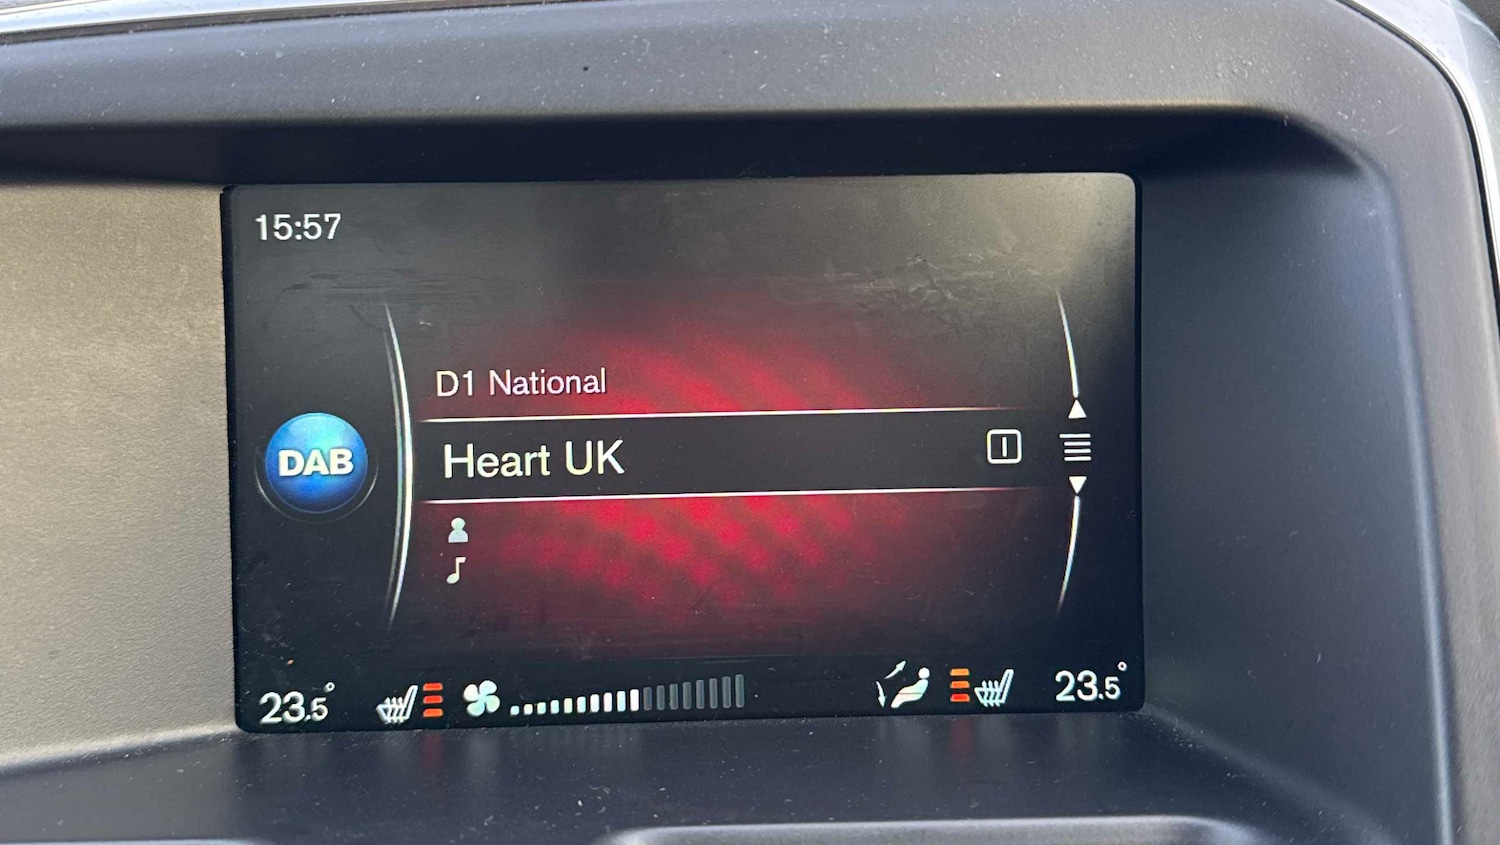 15:57
D1 National
DAB
Heart UK
23.5°
23.5°